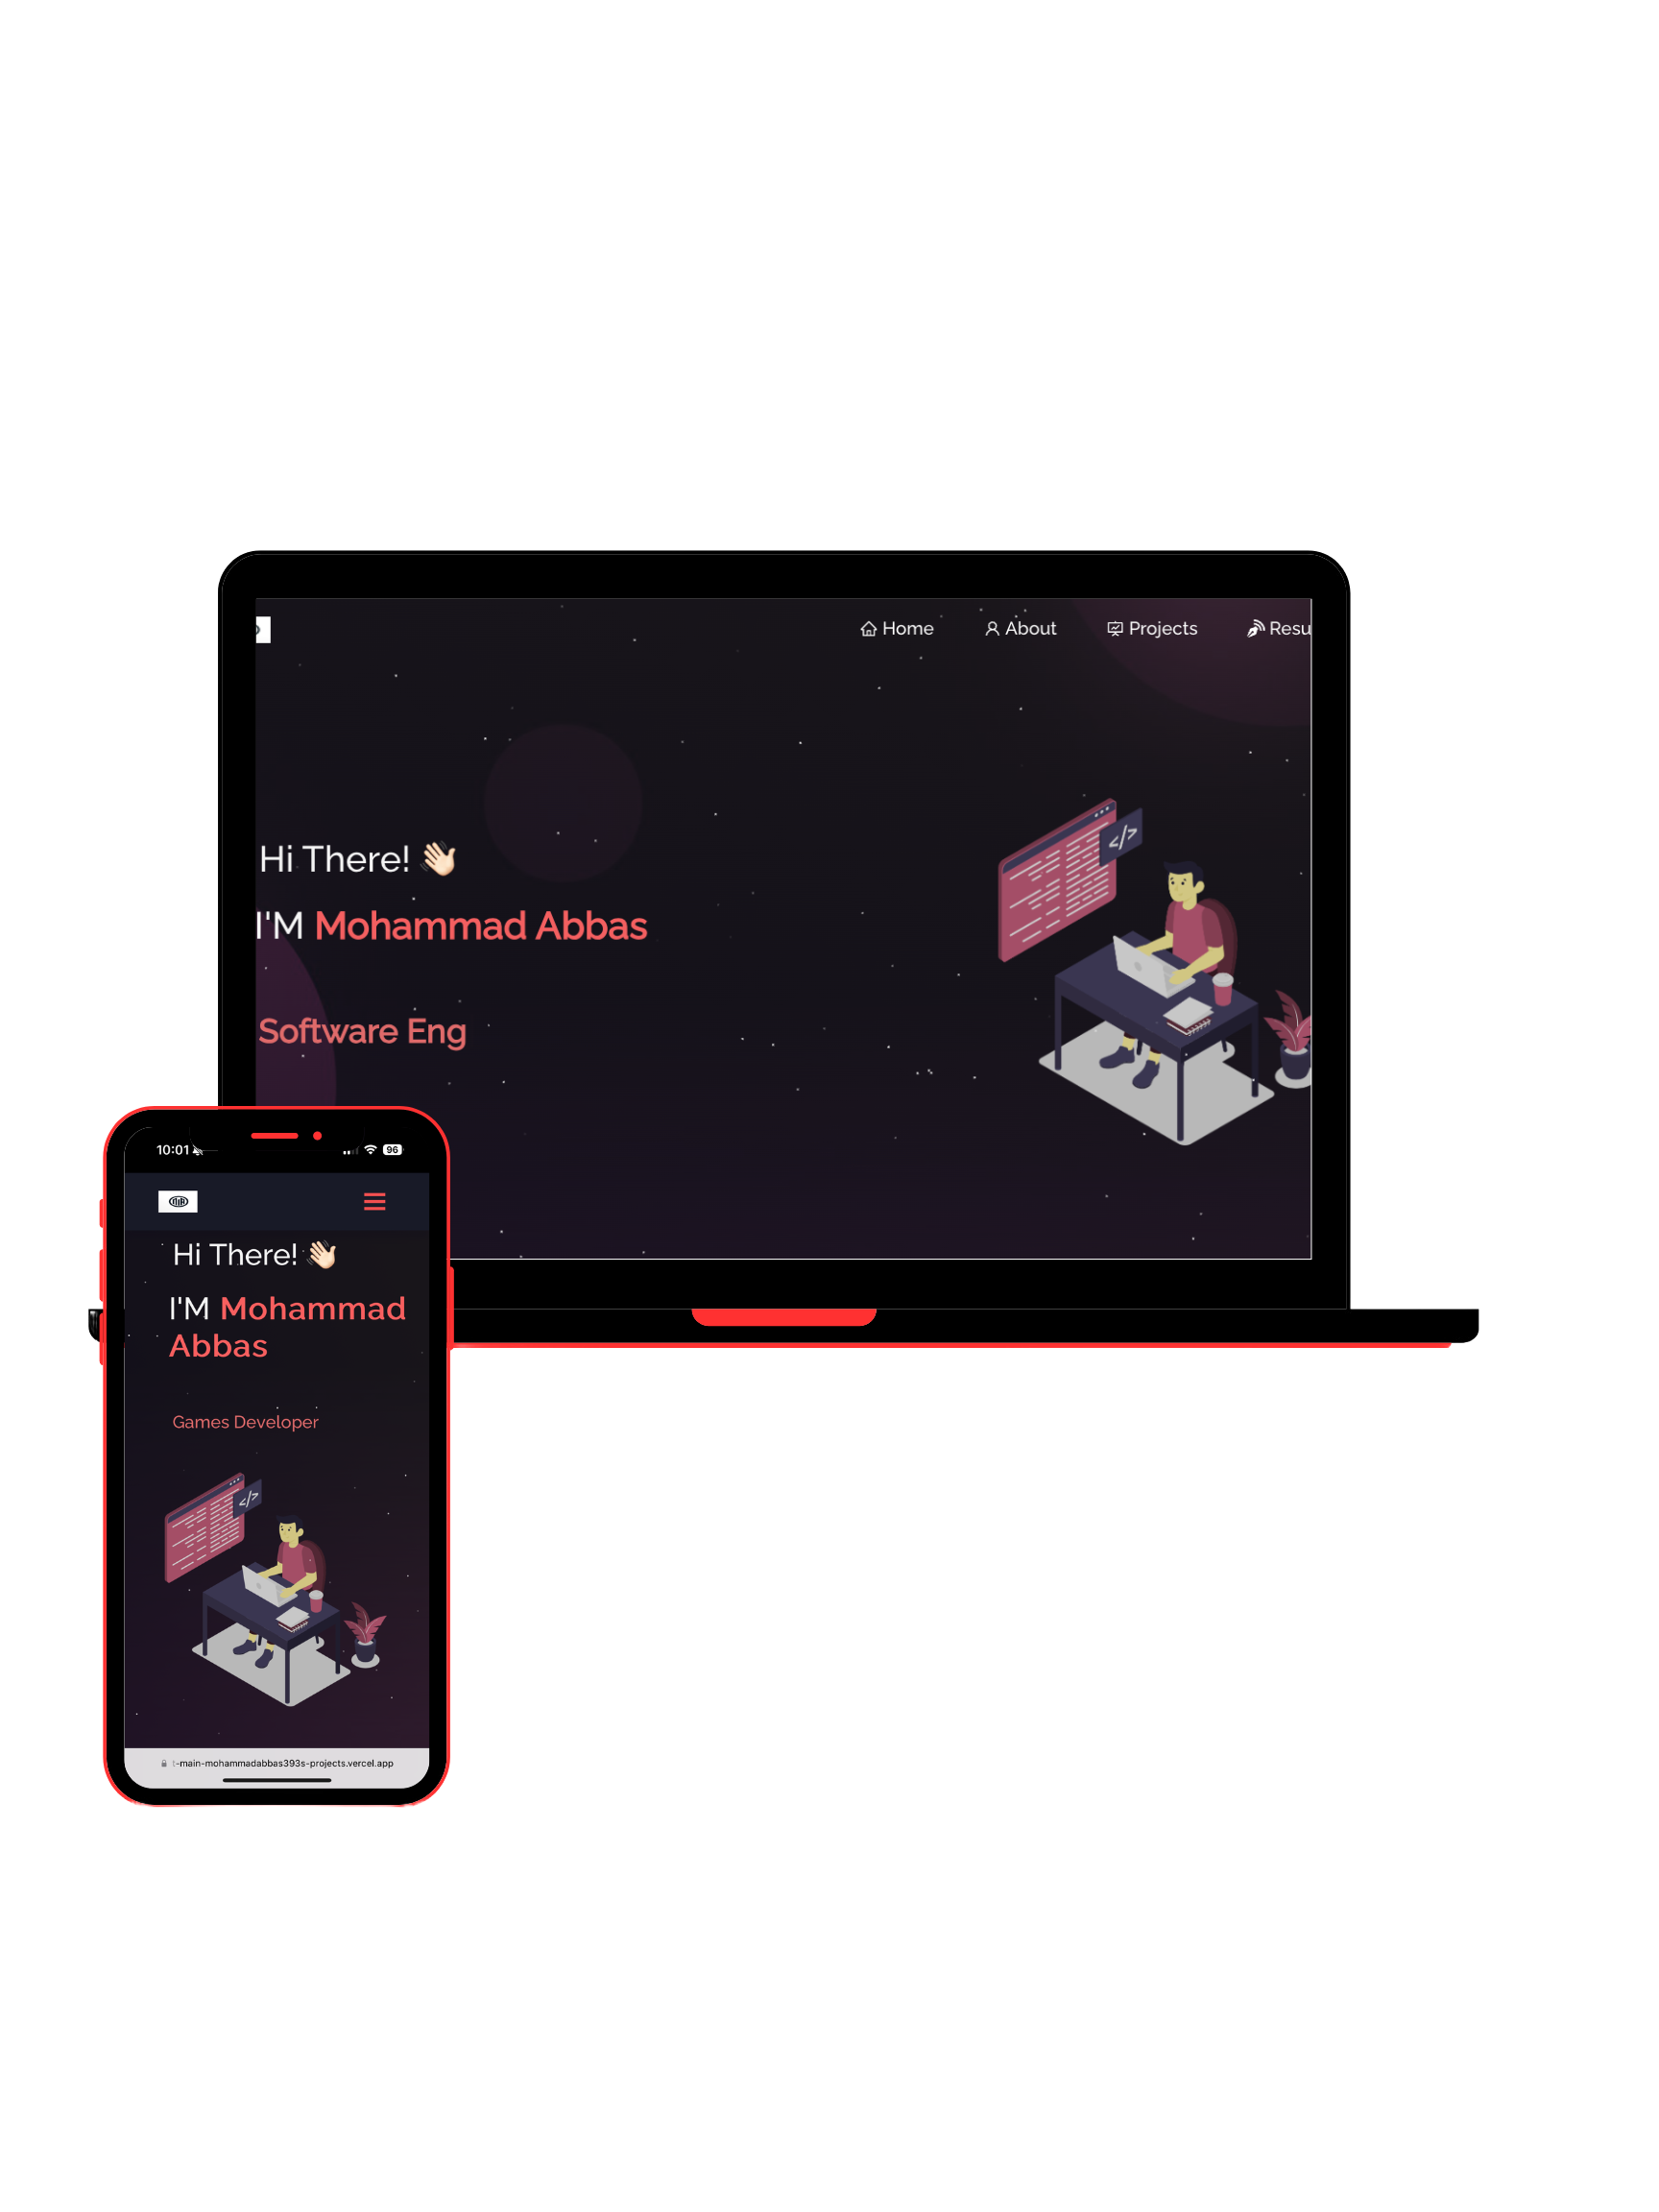 Home About Projects Resu
Hi There! 👋🏻
I'M Mohammad Abbas
Software Eng
</>
10:01
96
Hi There! 👋🏻
I'M Mohammad
Abbas
Games Developer
</>
-main-mohammadabbas393s-projects.vercel.app